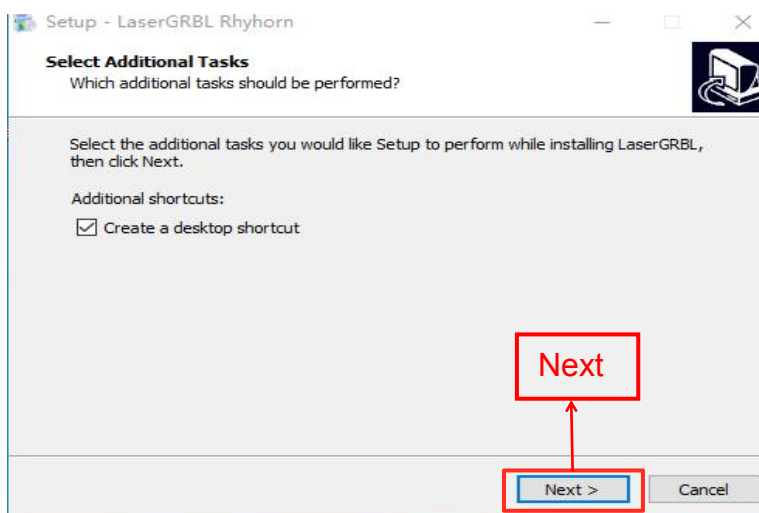 Setup - LaserGRBL Rhyhorn
Select Additional Tasks
Which additional tasks should be performed?
Select the additional tasks you would like Setup to perform while installing LaserGRBL,
then click Next.
Additional shortcuts:
Create a desktop shortcut
Next
Next >
Cancel